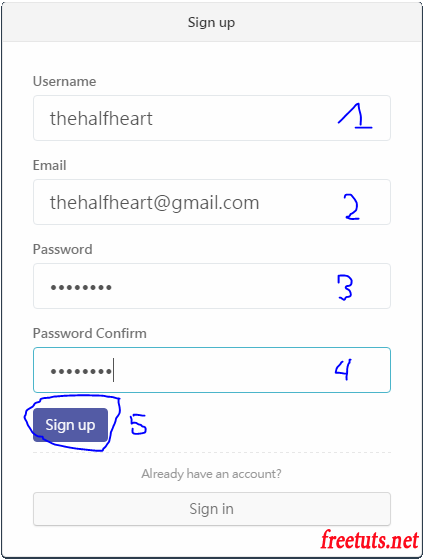 Sign up
Username
thehalfheart 1
Email
thehalfheart@gmail.com 2
Password
•••••••• 3
Password Confirm
•••••••• 4
Sign up 5
Already have an account?
Sign in
freetuts.net